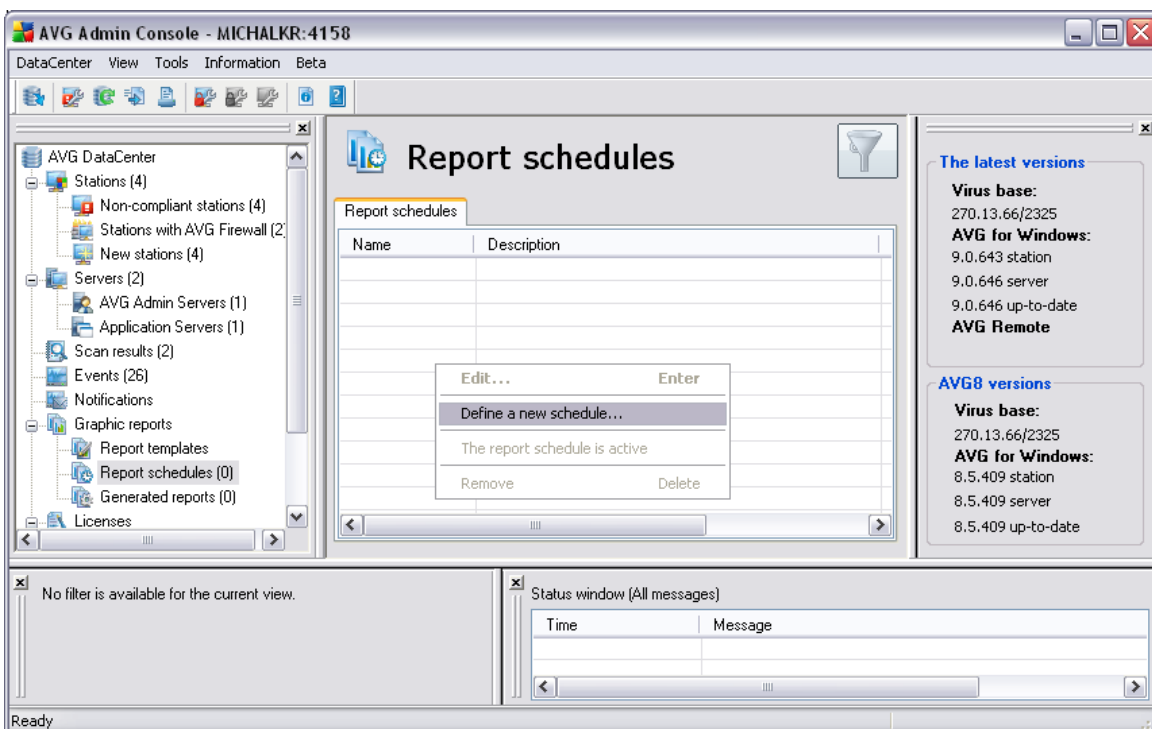 AVG Admin Console - MICHALKR:4158
DataCenter View Tools Information Beta
AVG DataCenter
Stations (4)
Non-compliant stations (4)
Stations with AVG Firewall (2
New stations (4)
Servers (2)
AVG Admin Servers (1)
Application Servers (1)
Scan results (2)
Events (26)
Notifications
Graphic reports
Report templates
Report schedules (0)
Generated reports (0)
Licenses
Report schedules
Report schedules
Name Description
Edit... Enter
Define a new schedule...
The report schedule is active
Remove Delete
The latest versions
Virus base:
270.13.66/2325
AVG for Windows:
9.0.643 station
9.0.646 server
9.0.646 up-to-date
AVG Remote
AVG8 versions
Virus base:
270.13.66/2325
AVG for Windows:
8.5.409 station
8.5.409 server
8.5.409 up-to-date
No filter is available for the current view.
Status window (All messages)
Time Message
Ready